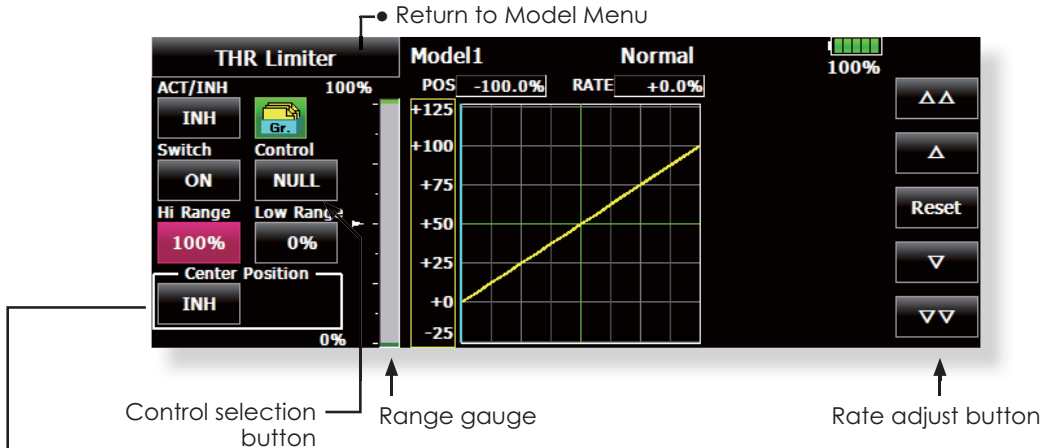 Return to Model Menu
THR Limiter
Model1
Normal
100%
ACT/INH
100%
POS
-100.0%
RATE
+0.0%
INH
Gr.
Switch
Control
ON
NULL
Hi Range
Low Range
100%
0%
Center Position
INH
0%
+125
+100
+75
+50
+25
+0
-25
△△
△
Reset
▽
▽▽
Control selection
button
Range gauge
Rate adjust button